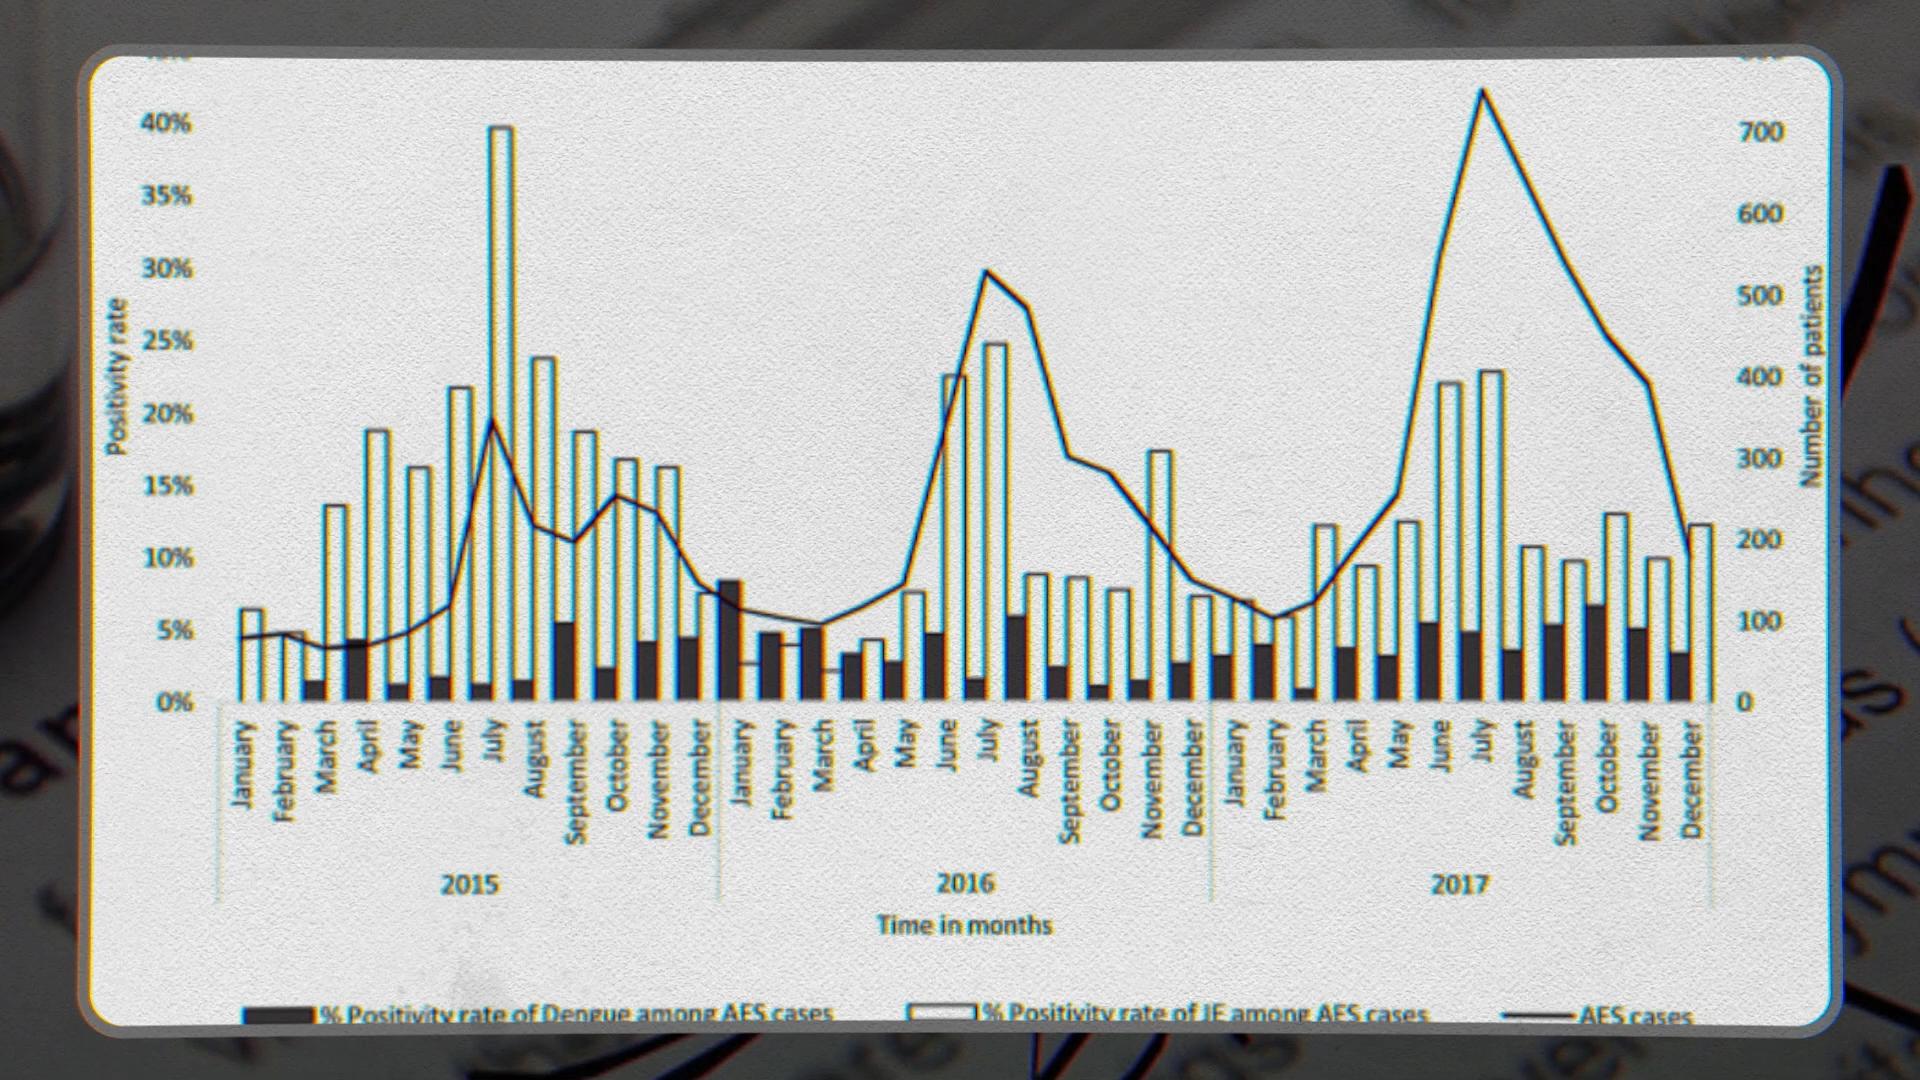 40%
35%
30%
25%
20%
15%
10%
5%
0%
Positivity rate
700
600
500
400
300
200
100
0
Number of patients
January February March April May June July August September October November December January February March April May June July August September October November December January February March April May June July August September October November December
2015 2016 2017
Time in months
% Positivity rate of Dengue among AES cases % Positivity rate of JE among AES cases AES cases